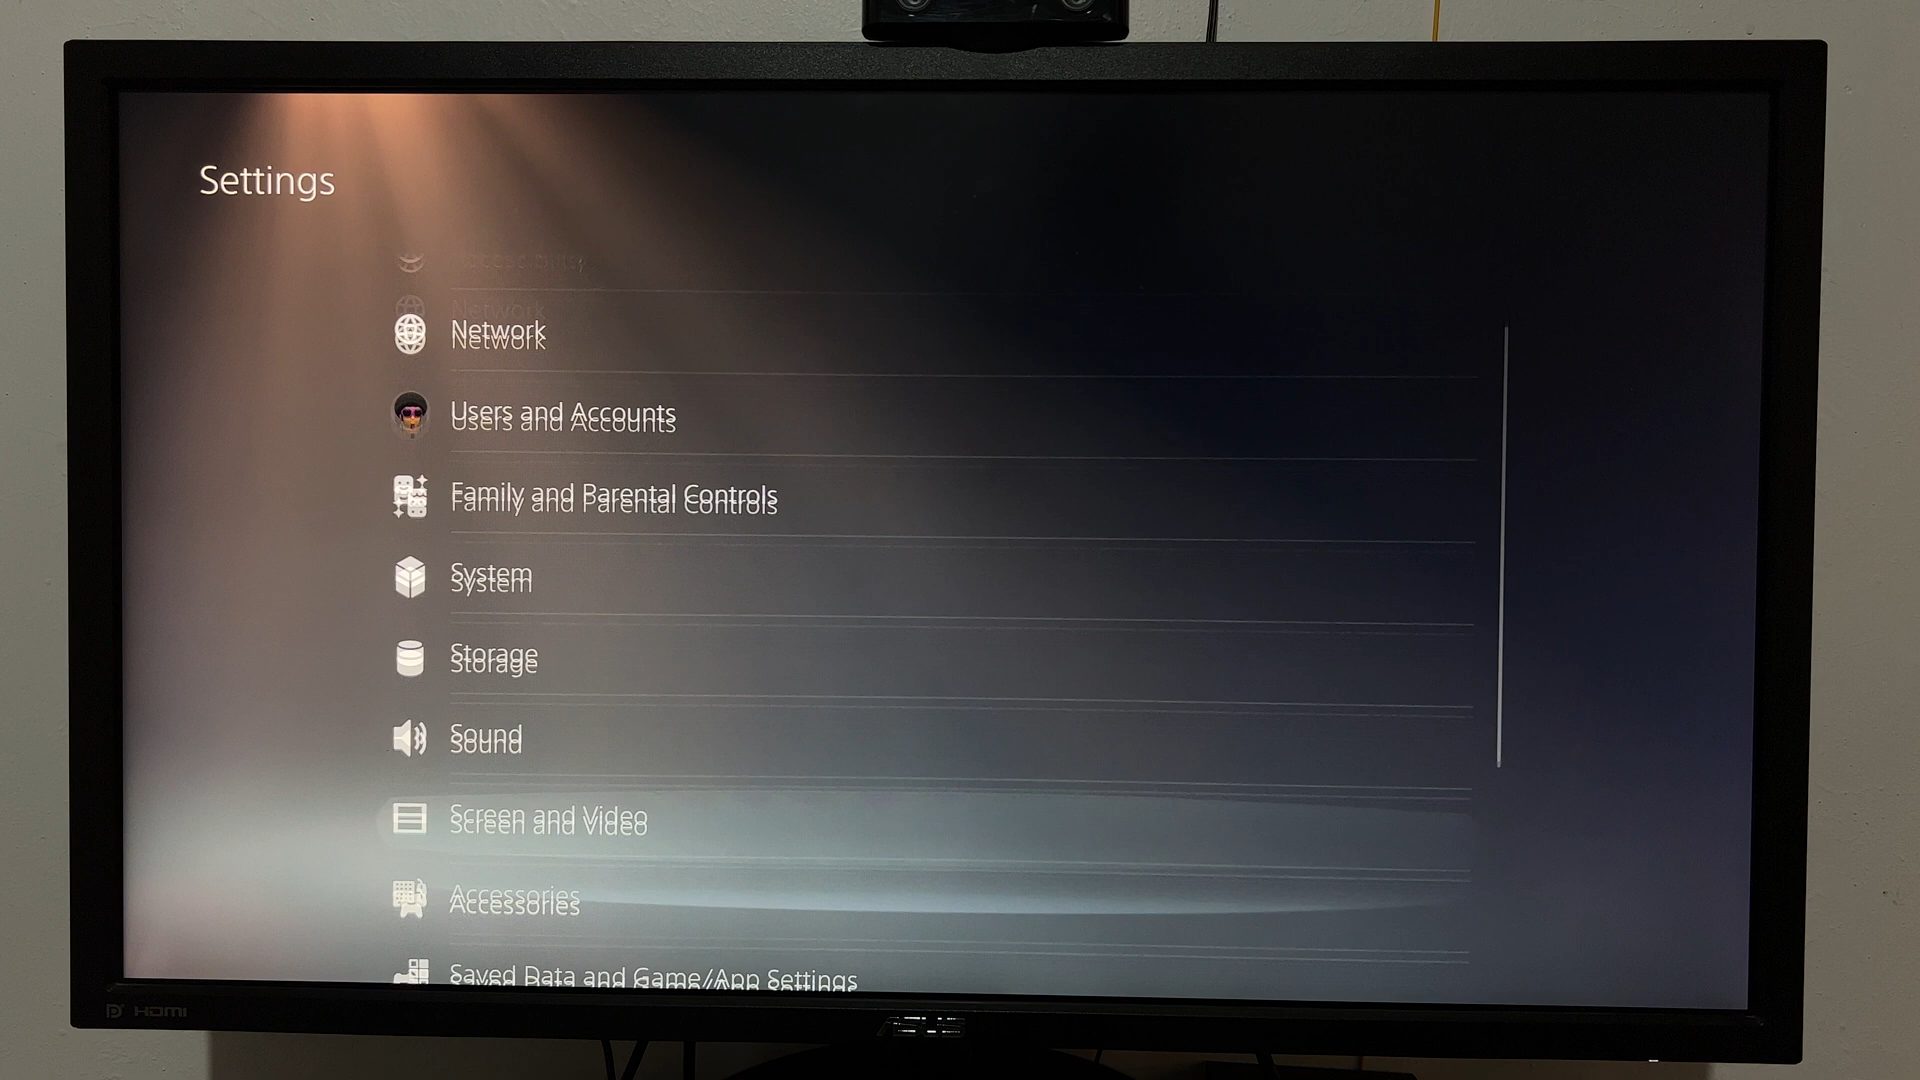 Settings
Accessibility
Network
Users and Accounts
Family and Parental Controls
System
Storage
Sound
Screen and Video
Accessories
Saved Data and Game/App Settings
HDMI
ASUS